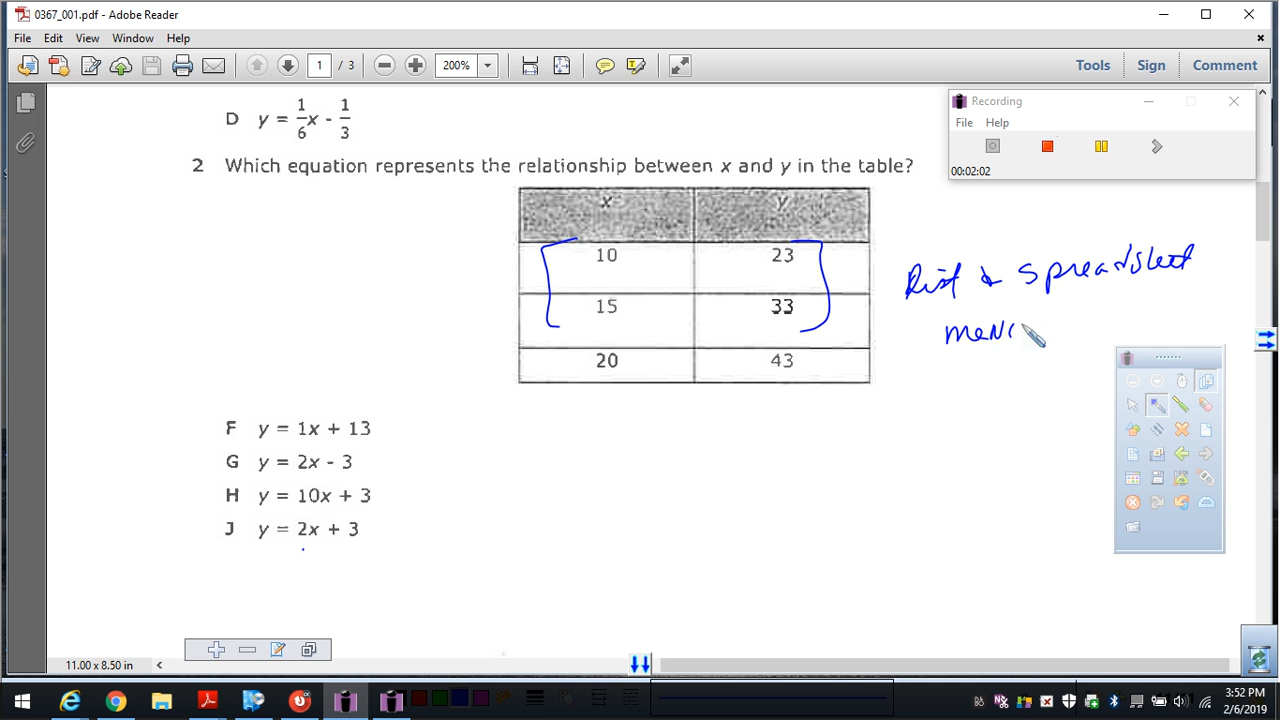 0367_001.pdf - Adobe Reader
File Edit View Window Help
1 / 3 200% Tools Sign Comment
Recording
File Help
00:02:02
D y = 1/6x - 1/3
2 Which equation represents the relationship between x and y in the table?
x y
10 23
15 33
20 43
& Spreadsheet
menu
F y = 1x + 13
G y = 2x - 3
H y = 10x + 3
J y = 2x + 3
11.00 x 8.50 in
3:52 PM
2/6/2019